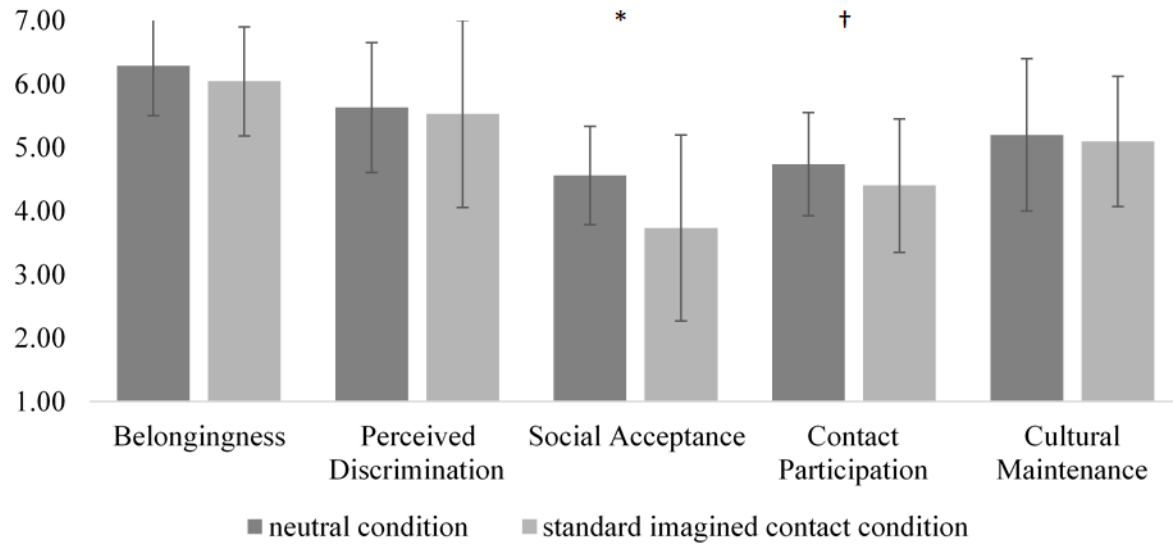 7.00
6.00
5.00
4.00
3.00
2.00
1.00
*
†
Belongingness
Perceived
Discrimination
Social Acceptance
Contact
Participation
Cultural
Maintenance
neutral condition
standard imagined contact condition